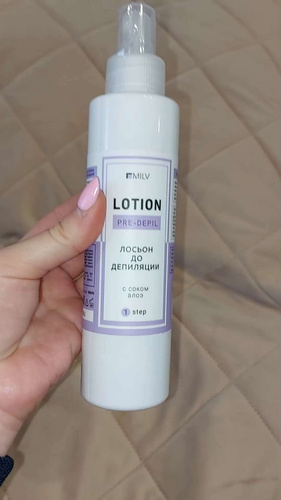 MILV
LOTION
PRE-DEPIL
ЛОСЬОН
ДО
ДЕПИЛЯЦИИ
С СОКОМ
АЛОЭ
1 step